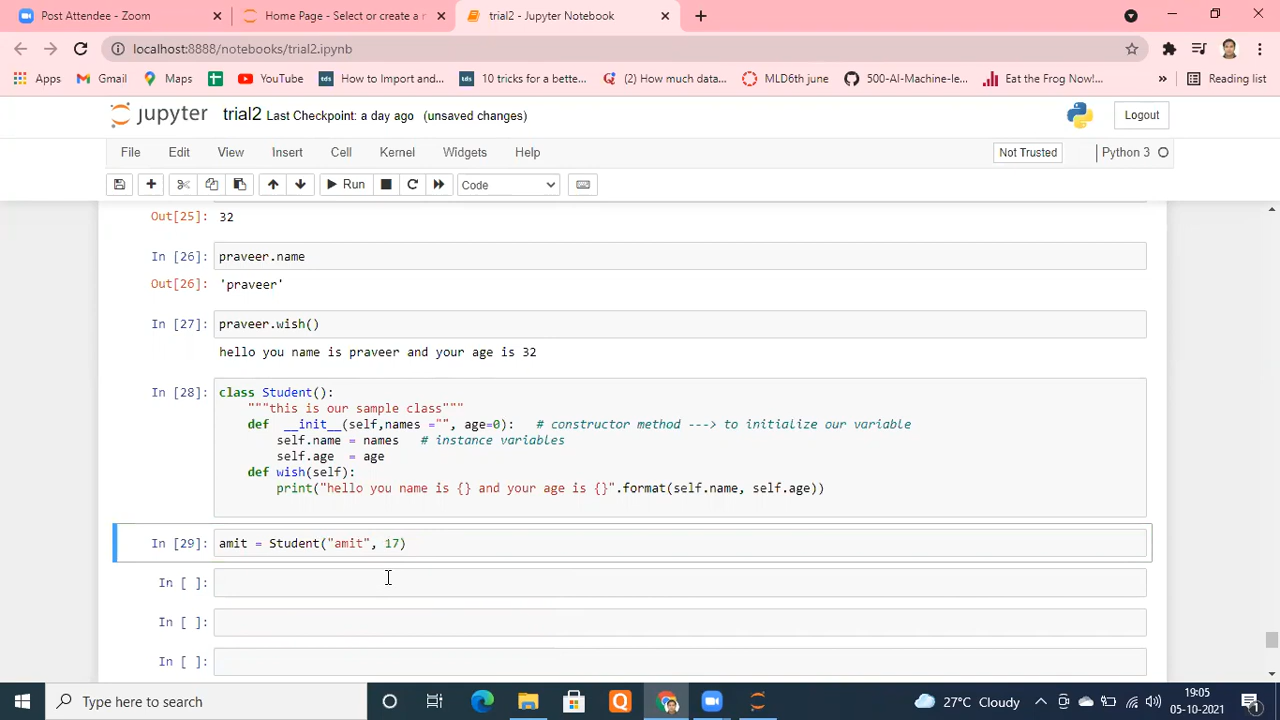 Post Attendee - Zoom
Home Page - Select or create a n
trial2 - Jupyter Notebook
localhost:8888/notebooks/trial2.ipynb
Apps
Gmail
Maps
YouTube
tds How to Import and...
tds 10 tricks for a bette...
(2) How much data...
MLD6th june
500-AI-Machine-le...
Eat the Frog Now!...
»
Reading list
jupyter trial2 Last Checkpoint: a day ago (unsaved changes)
Logout
File Edit View Insert Cell Kernel Widgets Help
Not Trusted
Python 3
Run
Code
Out[25]: 32
In [26]: praveer.name
Out[26]: 'praveer'
In [27]: praveer.wish()
hello you name is praveer and your age is 32
In [28]: class Student():
"""this is our sample class"""
def __init__(self,names ="", age=0): # constructor method ---> to initialize our variable
self.name = names # instance variables
self.age = age
def wish(self):
print("hello you name is {} and your age is {}".format(self.name, self.age))
In [29]: amit = Student("amit", 17)
In [ ]:
In [ ]:
In [ ]:
Type here to search
Q
27°C Cloudy
19:05
05-10-2021
1